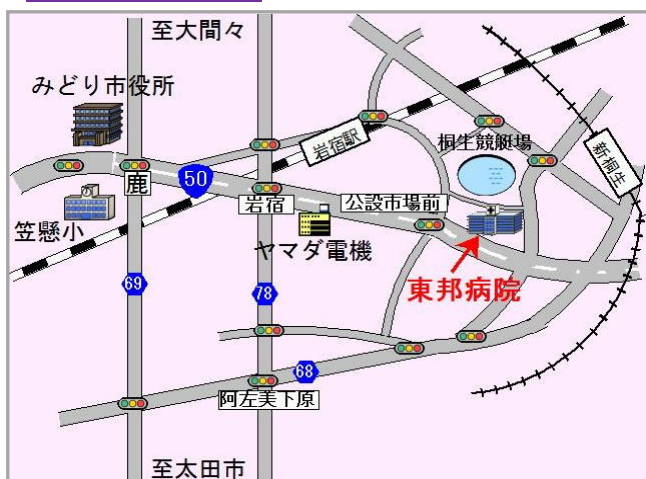 至大間々
みどり市役所
岩宿駅
桐生競艇場
新桐生
鹿
50
岩宿
公設市場前
笠懸小
ヤマダ電機
東邦病院
69
78
68
阿左美下原
至太田市